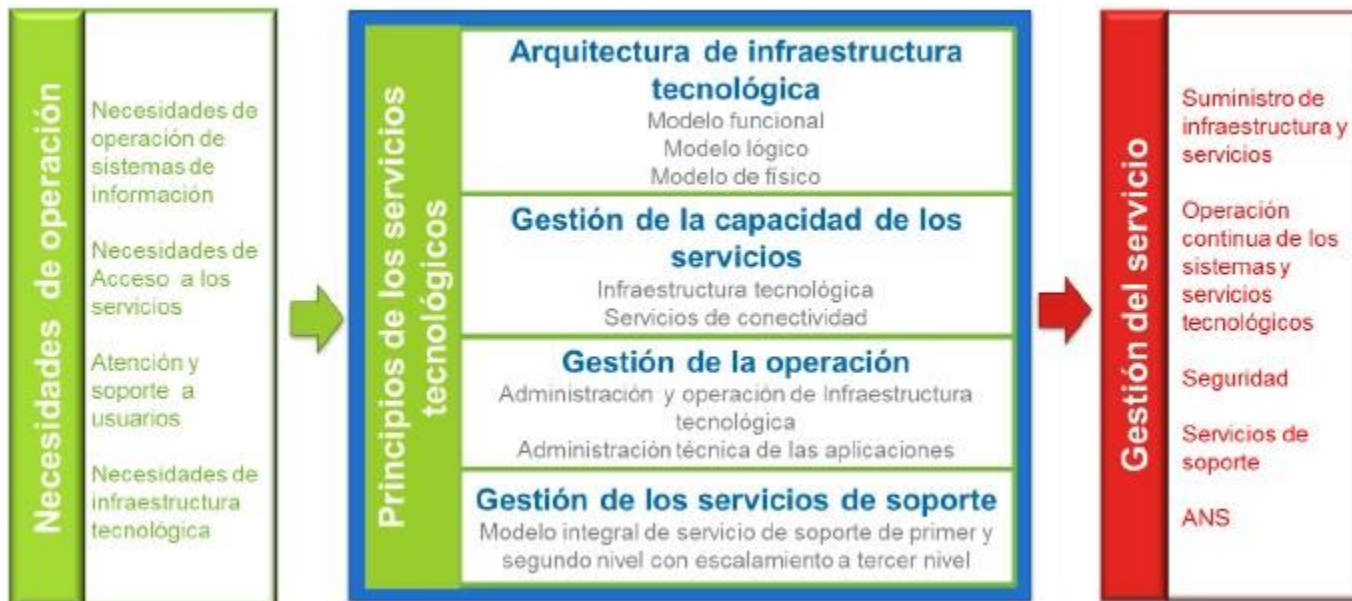 Necesidades de operación
Necesidades de
operación de
sistemas de
información
Necesidades de
Acceso a los
servicios
Atención y
soporte a
usuarios
Necesidades de
infraestructura
tecnológica
Principios de los servicios
tecnológicos
Arquitectura de infraestructura
tecnológica
Modelo funcional
Modelo lógico
Modelo de físico
Gestión de la capacidad de los
servicios
Infraestructura tecnológica
Servicios de conectividad
Gestión de la operación
Administración y operación de Infraestructura
tecnológica
Administración técnica de las aplicaciones
Gestión de los servicios de soporte
Modelo integral de servicio de soporte de primer y
segundo nivel con escalamiento a tercer nivel
Gestión del servicio
Suministro de
infraestructura y
servicios
Operación
continua de los
sistemas y
servicios
tecnológicos
Seguridad
Servicios de
soporte
ANS